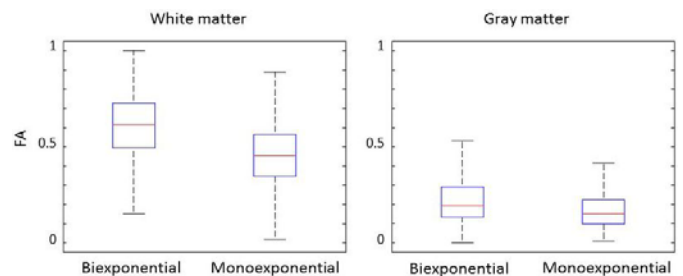 White matter
Gray matter
FA
1
0.5
0
1
0.5
0
Biexponential
Monoexponential
Biexponential
Monoexponential